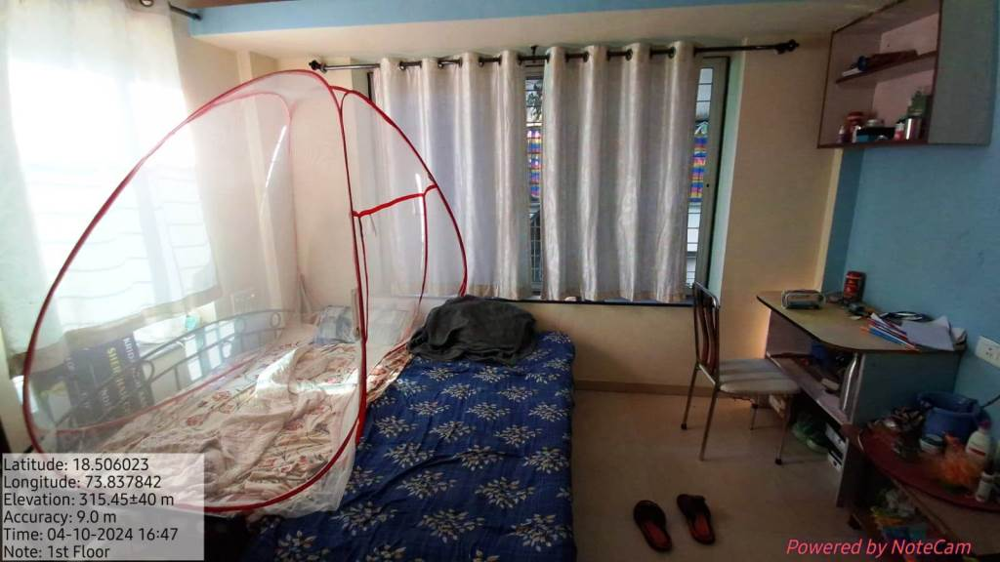 Latitude: 18.506023
Longitude: 73.837842
Elevation: 315.45±40 m
Accuracy: 9.0 m
Time: 04-10-2024 16:47
Note: 1st Floor
Powered by NoteCam